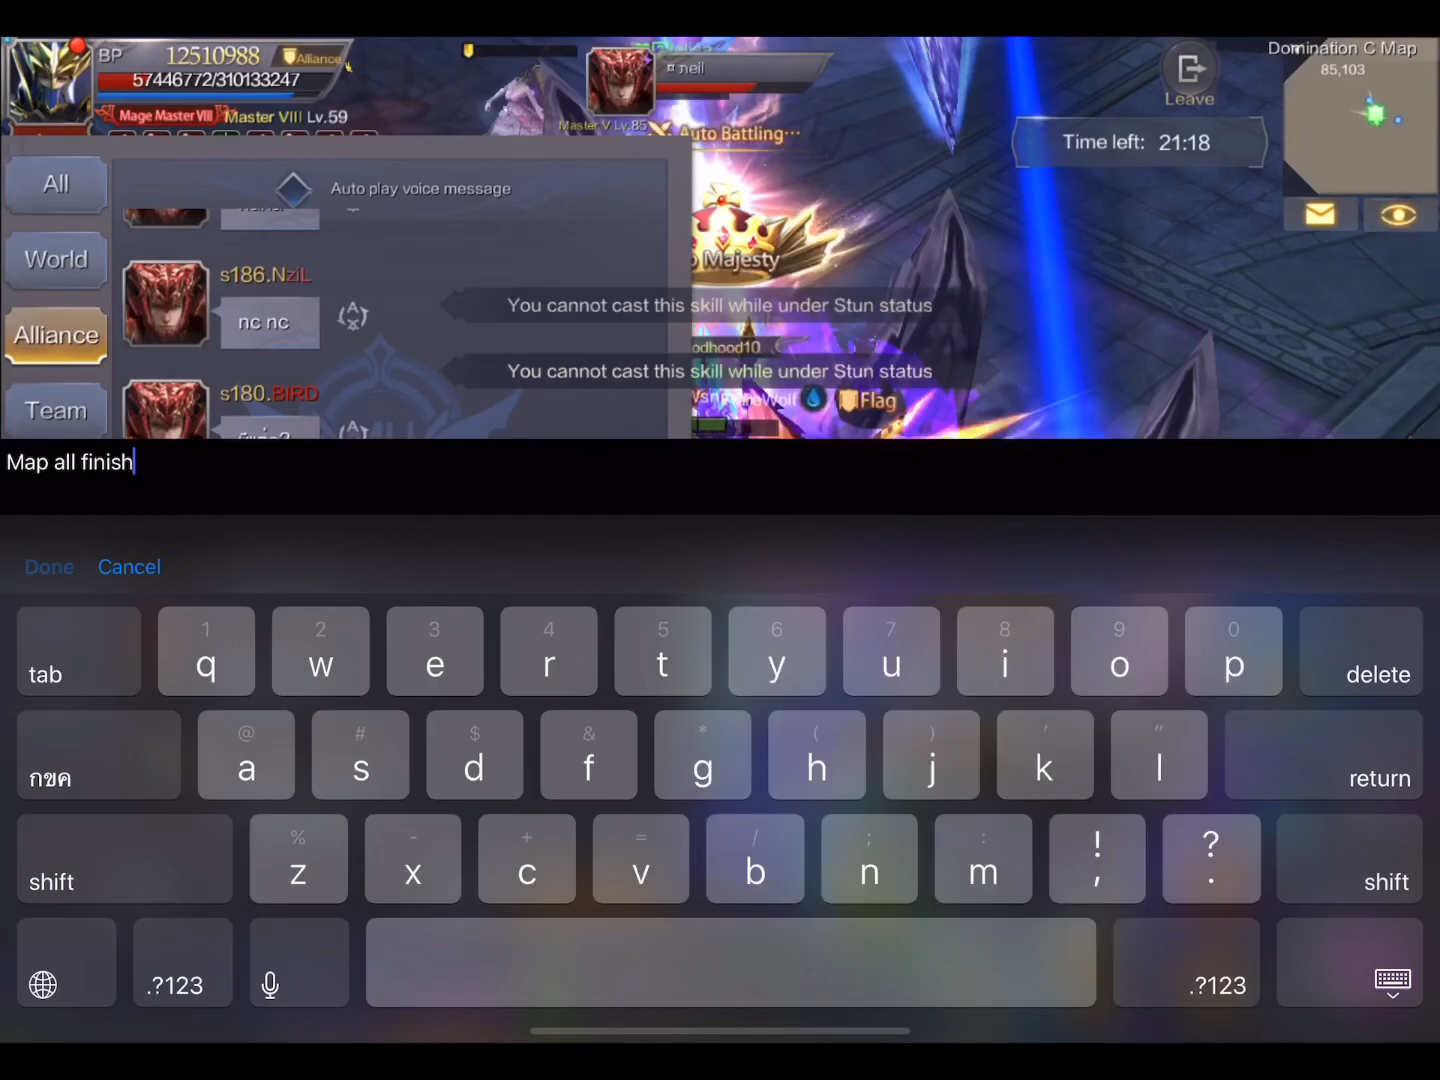 BP 12510988 Alliance
57446772/310133247
Mage Master VIII Master VIII Lv.59
neil
Master V Lv.85
Auto Battling...
Leave
Domination C Map
85,103
Time left: 21:18
All
Auto play voice message
World
s186.NziL
nc nc
Alliance
s180.BIRD
Team
Majesty
You cannot cast this skill while under Stun status
odhood10
You cannot cast this skill while under Stun status
Flag
Map all finish
Done Cancel
1 2 3 4 5 6 7 8 9 0
tab q w e r t y u i o p delete
@ # $ & * ( ) ' "
กขค a s d f g h j k l return
% - + = / ; : ! ?
shift z x c v b n m , . shift
.?123 .?123